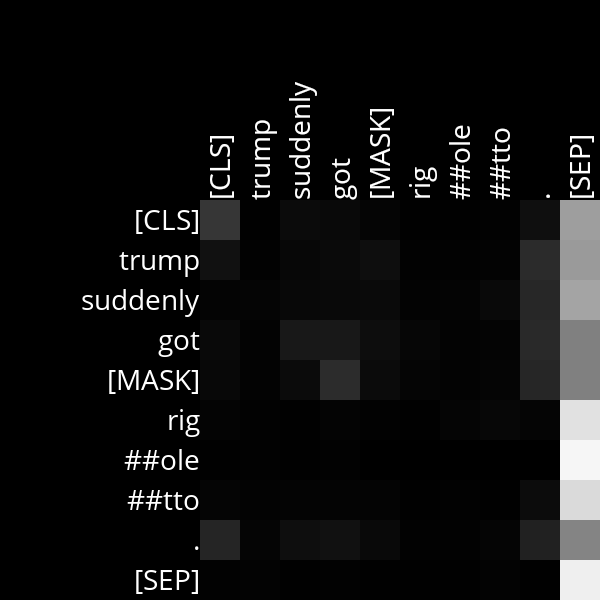 [CLS] trump suddenly got [MASK] rig ##ole ##tto . [SEP]
[CLS]
trump
suddenly
got
[MASK]
rig
##ole
##tto
.
[SEP]